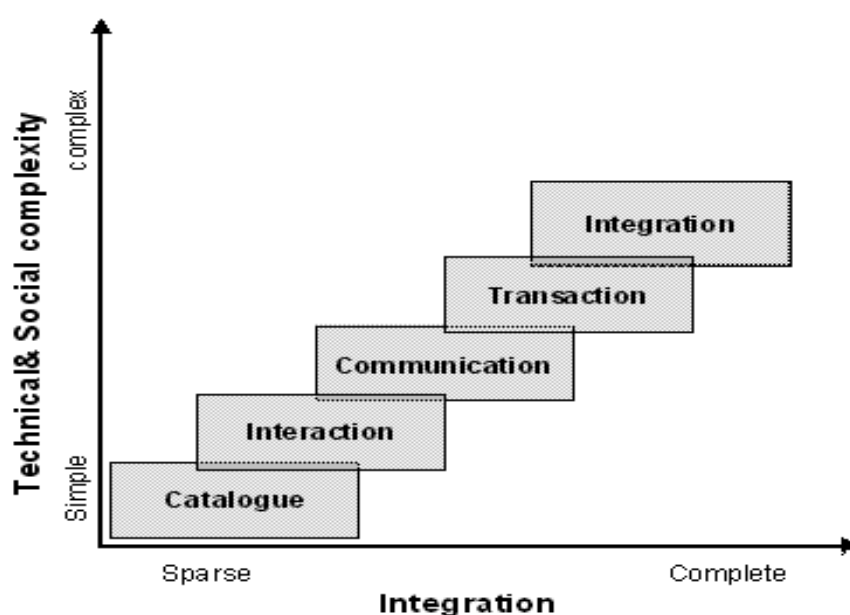 Technical& Social complexity
complex
Simple
Integration
Transaction
Communication
Interaction
Catalogue
Sparse
Complete
Integration